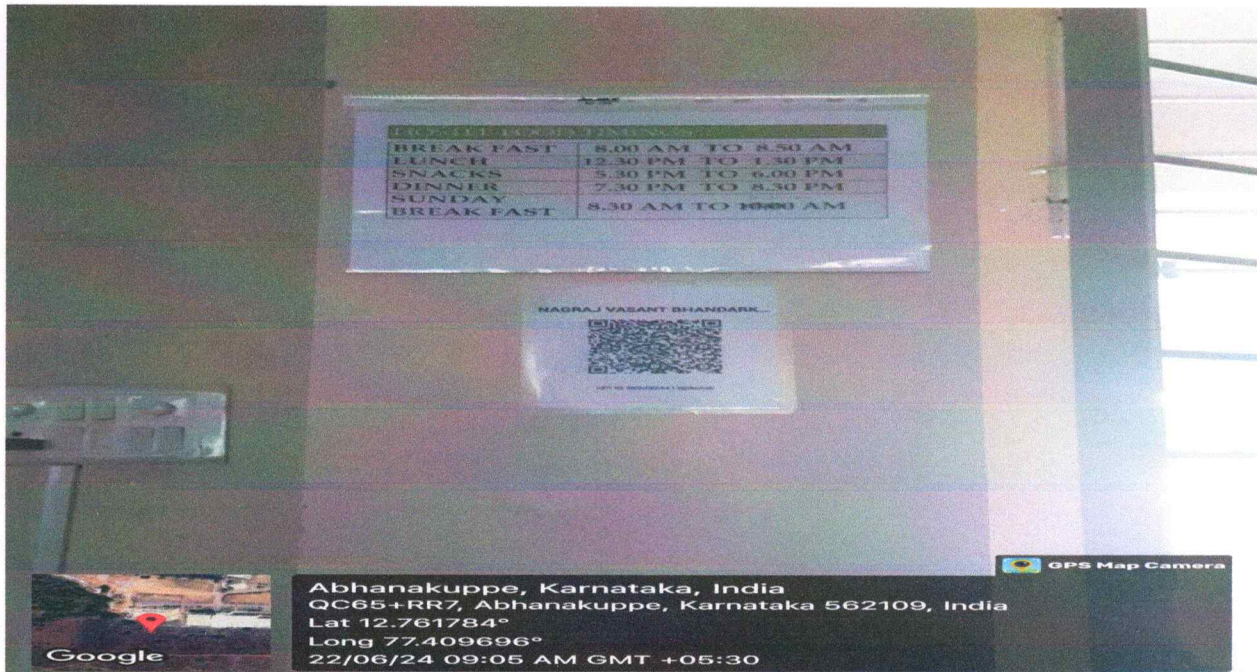 HOSTEL FOOD TIMINGS
BREAK FAST 8.00 AM TO 8.50 AM
LUNCH 12.30 PM TO 1.30 PM
SNACKS 5.30 PM TO 6.00 PM
DINNER 7.30 PM TO 8.30 PM
SUNDAY
BREAK FAST 8.30 AM TO AM
NAGRAJ VASANT BHANDARK...
GPS Map Camera
Abhanakuppe, Karnataka, India
QC65+RR7, Abhanakuppe, Karnataka 562109, India
Lat 12.761784°
Long 77.409696°
22/06/24 09:05 AM GMT +05:30
Google